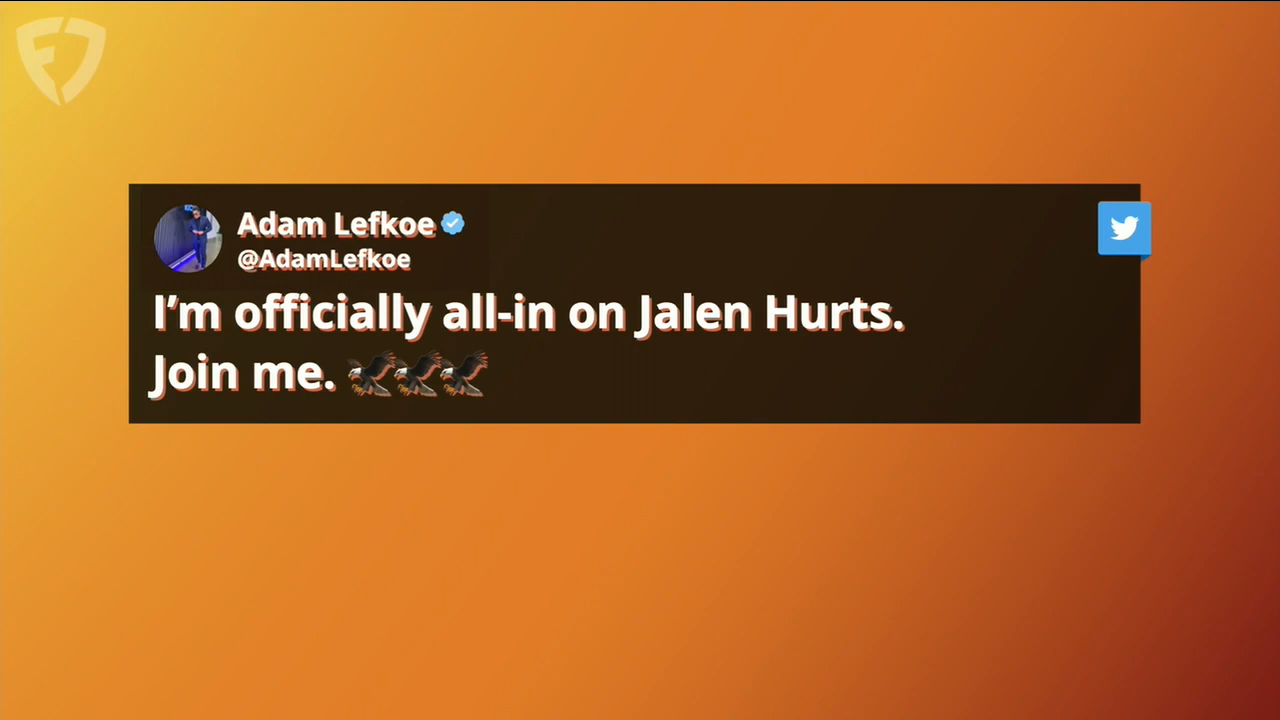 Adam Lefkoe
@AdamLefkoe
I'm officially all-in on Jalen Hurts.
Join me. 🦅🦅🦅